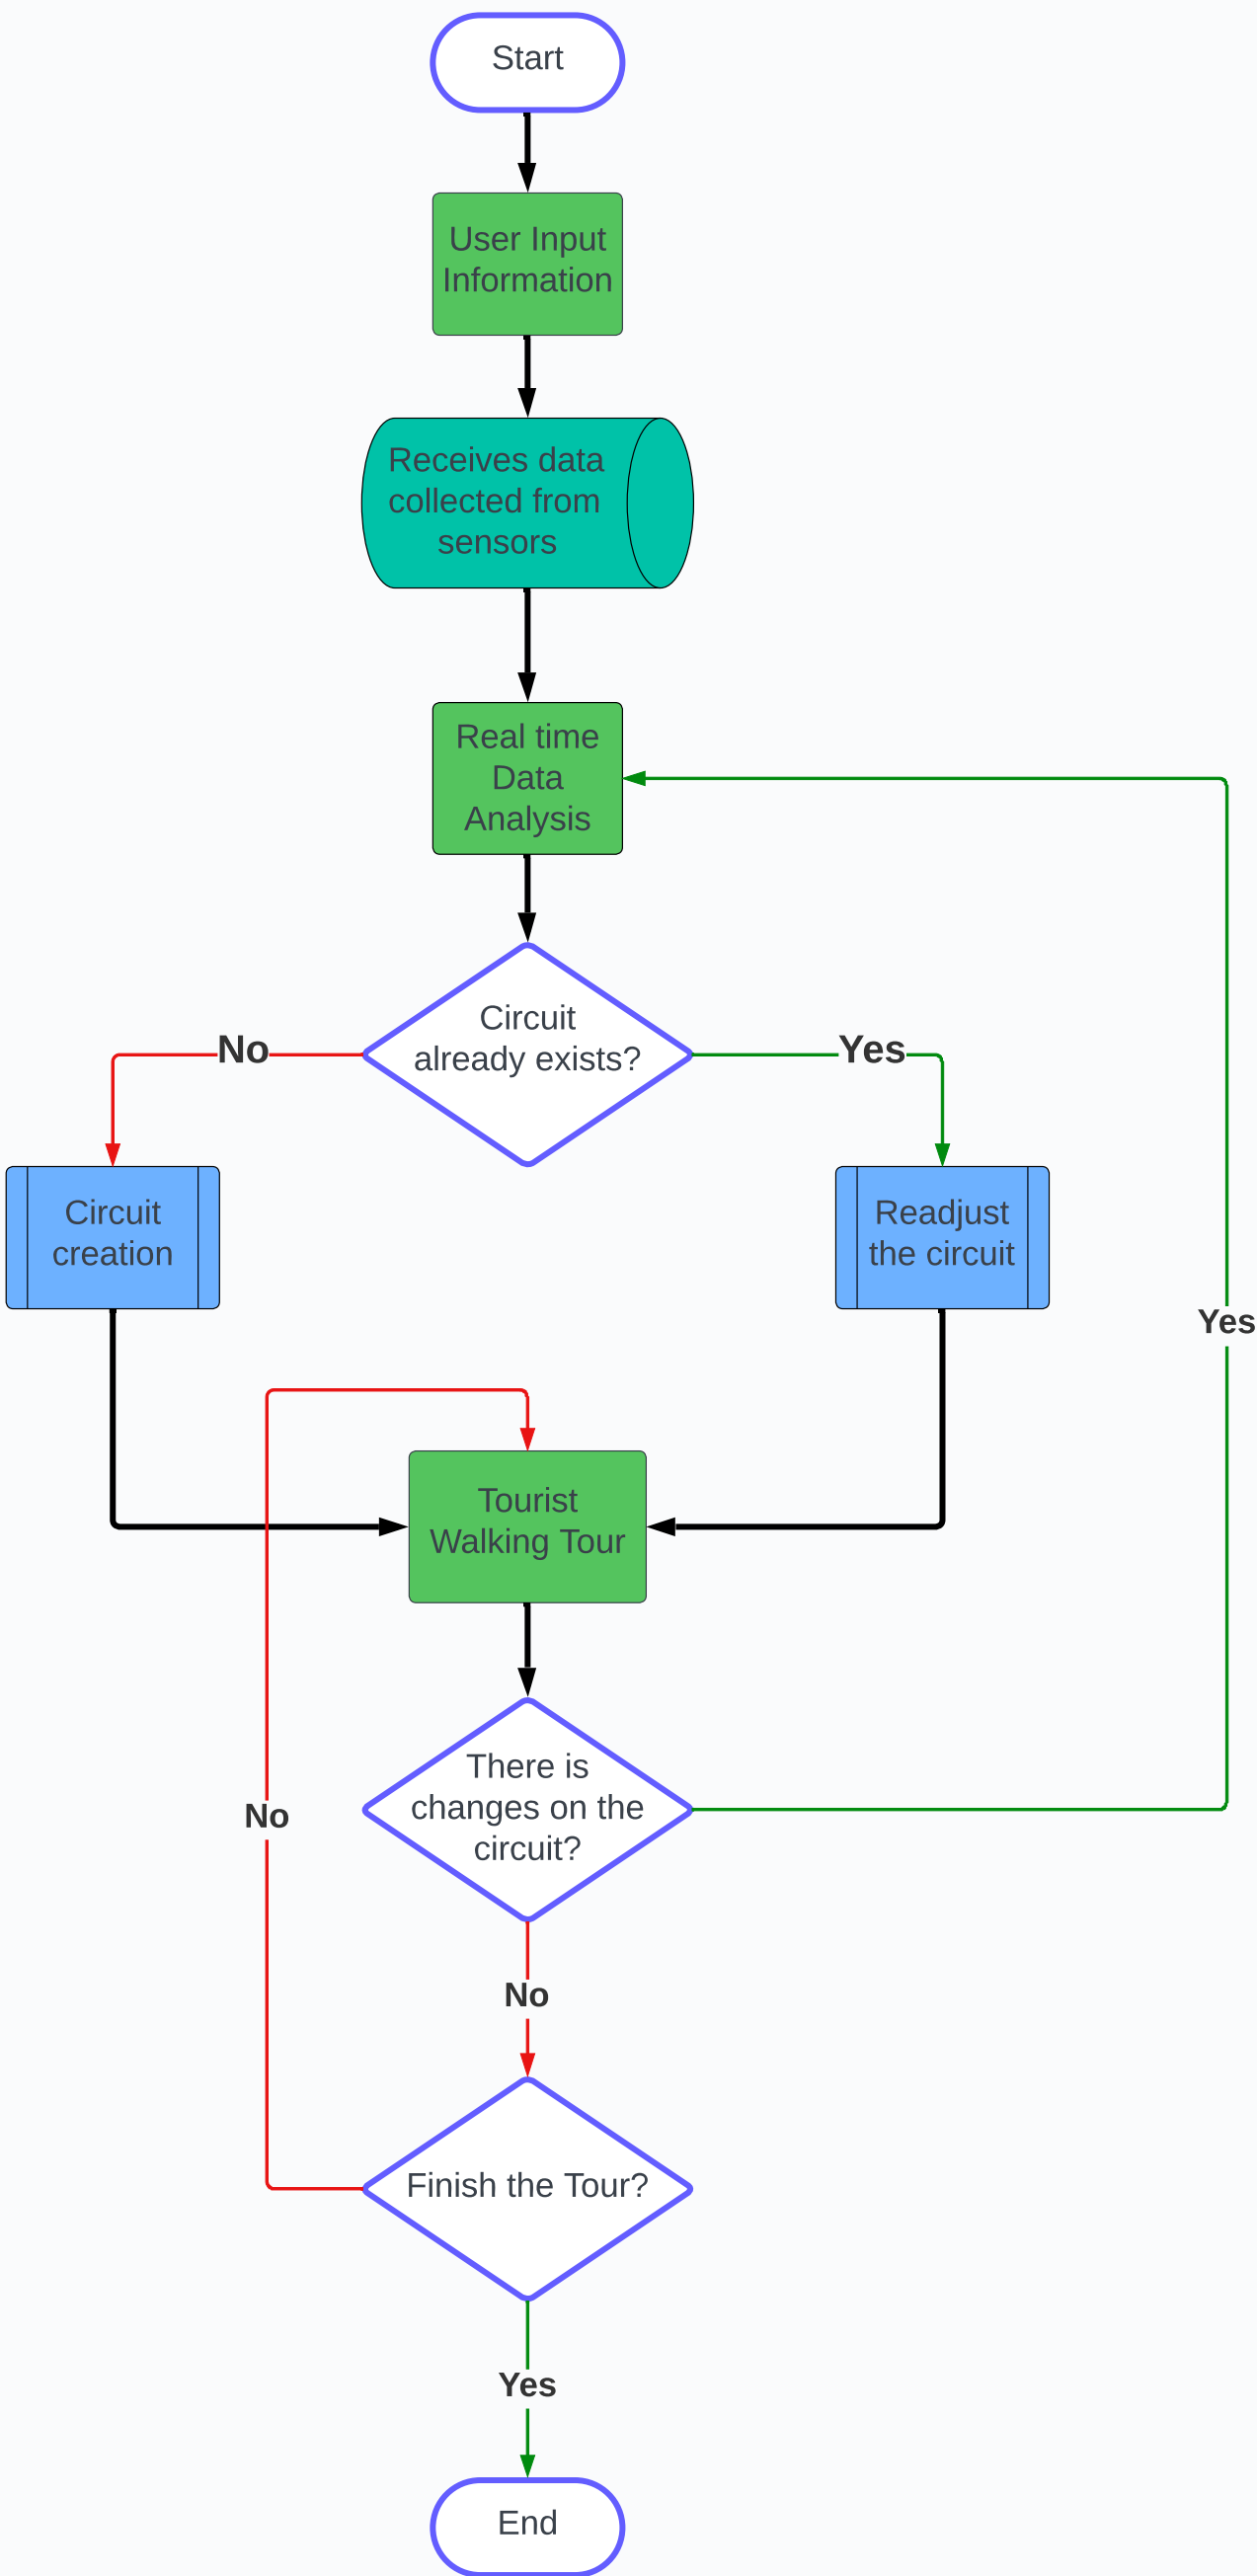 Start
User Input
Information
Receives data
collected from
sensors
Real time
Data
Analysis
Circuit
already exists?
No
Yes
Circuit
creation
Readjust
the circuit
Yes
Tourist
Walking Tour
There is
changes on the
circuit?
No
No
Finish the Tour?
Yes
End